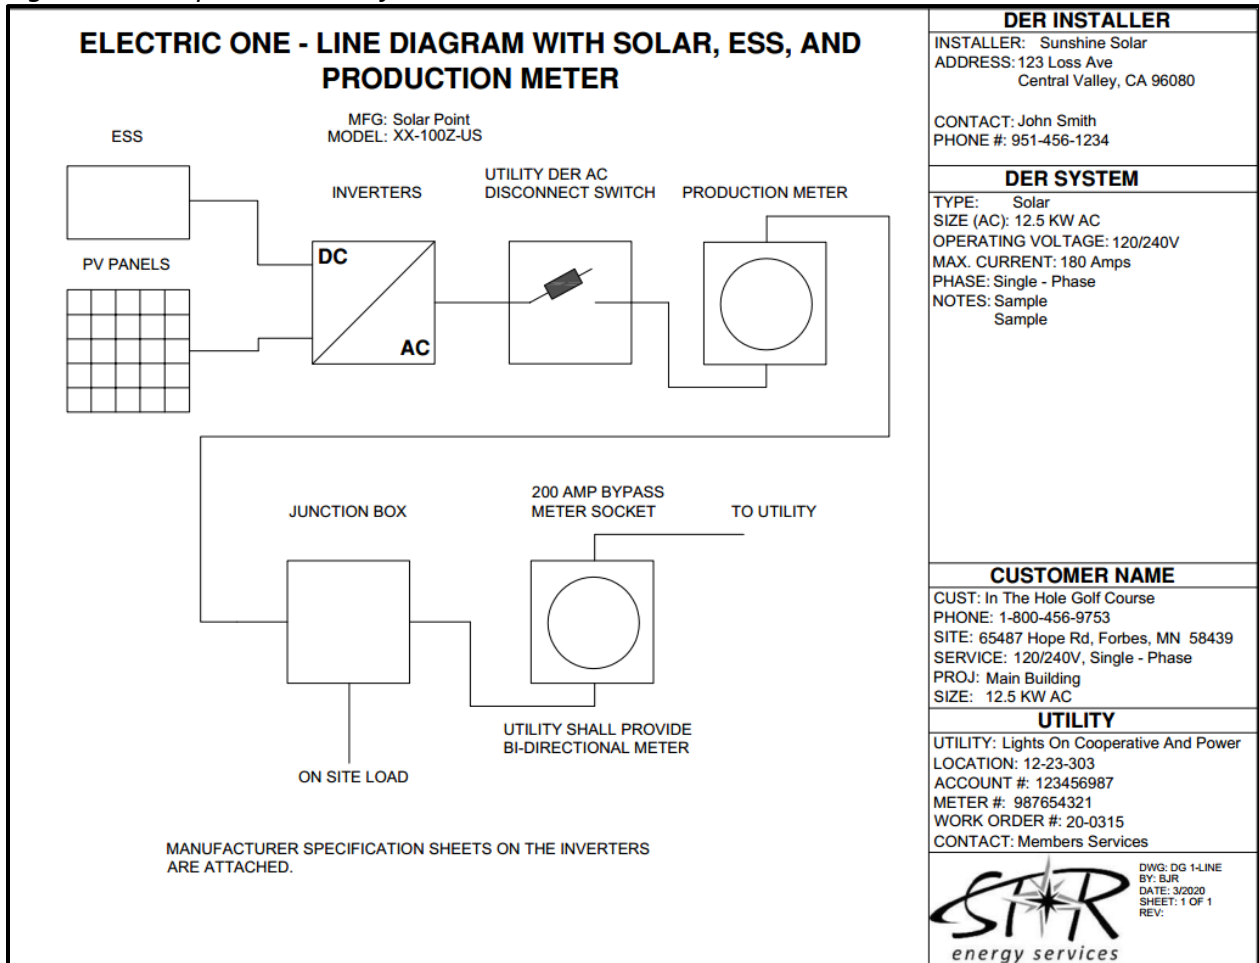 ELECTRIC ONE - LINE DIAGRAM WITH SOLAR, ESS, AND
PRODUCTION METER
MFG: Solar Point
MODEL: XX-100Z-US
ESS
INVERTERS
UTILITY DER AC
DISCONNECT SWITCH
PRODUCTION METER
PV PANELS
DC
AC
JUNCTION BOX
200 AMP BYPASS
METER SOCKET
TO UTILITY
UTILITY SHALL PROVIDE
BI-DIRECTIONAL METER
ON SITE LOAD
MANUFACTURER SPECIFICATION SHEETS ON THE INVERTERS
ARE ATTACHED.
DER INSTALLER
INSTALLER: Sunshine Solar
ADDRESS: 123 Loss Ave
Central Valley, CA 96080
CONTACT: John Smith
PHONE #: 951-456-1234
DER SYSTEM
TYPE: Solar
SIZE (AC): 12.5 KW AC
OPERATING VOLTAGE: 120/240V
MAX. CURRENT: 180 Amps
PHASE: Single - Phase
NOTES: Sample
Sample
CUSTOMER NAME
CUST: In The Hole Golf Course
PHONE: 1-800-456-9753
SITE: 65487 Hope Rd, Forbes, MN 58439
SERVICE: 120/240V, Single - Phase
PROJ: Main Building
SIZE: 12.5 KW AC
UTILITY
UTILITY: Lights On Cooperative And Power
LOCATION: 12-23-303
ACCOUNT #: 123456987
METER #: 987654321
WORK ORDER #: 20-0315
CONTACT: Members Services
STAR
energy services
DWG: DG 1-LINE
BY: BJR
DATE: 3/2020
SHEET: 1 OF 1
REV: